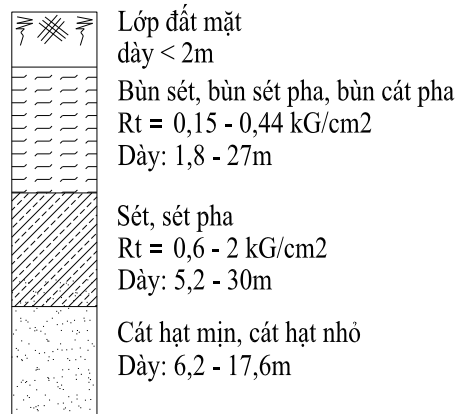 Lớp đất mặt
dày < 2m
Bùn sét, bùn sét pha, bùn cát pha
Rt = 0,15 - 0,44 kG/cm2
Dày: 1,8 - 27m
Sét, sét pha
Rt = 0,6 - 2 kG/cm2
Dày: 5,2 - 30m
Cát hạt mịn, cát hạt nhỏ
Dày: 6,2 - 17,6m